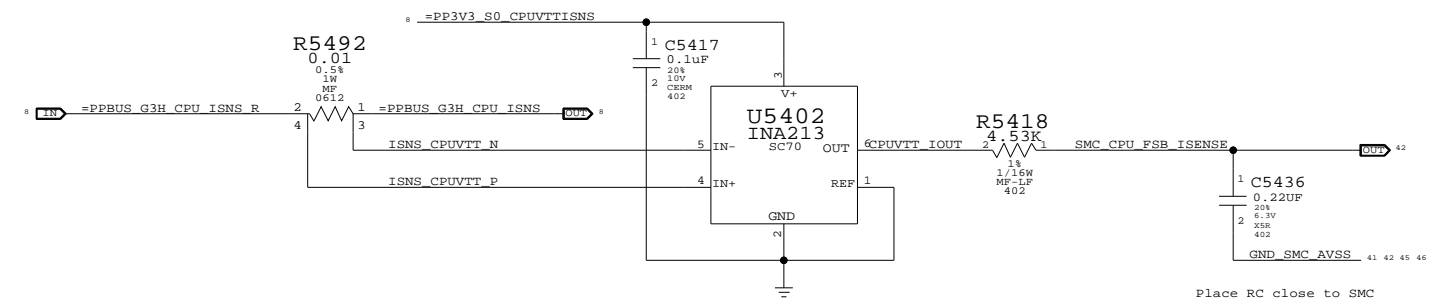 8 =PP3V3_S0_CPUVTTISNS
R5492
0.01
0.5%
1W
MF
0612
1 C5417
0.1uF
20%
10V
CERM
402
2
3
V+
8 IN =PPBUS_G3H_CPU_ISNS_R 2 1 =PPBUS_G3H_CPU_ISNS OUT 8
4 3
U5402
INA213
SC70
R5418
4.53K
ISNS_CPUVTT_N 5 IN- OUT 6 CPUVTT_IOUT 2 1 SMC_CPU_FSB_ISENSE OUT 42
1%
1/16W
MF-LF
402
ISNS_CPUVTT_P 4 IN+ REF 1
1 C5436
0.22UF
20%
6.3V
X5R
402
2
GND
2
GND_SMC_AVSS 41 42 45 46
Place RC close to SMC